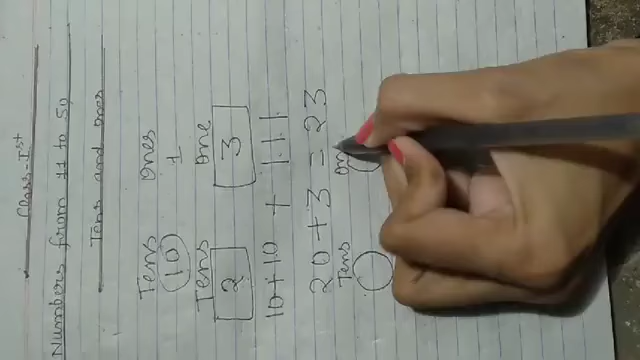 Class-Ist
Numbers from 11 to 50
Tens and ones
Tens ones
10 1
Tens one
2 3
10+10 + 111
20+3=23
Tens on